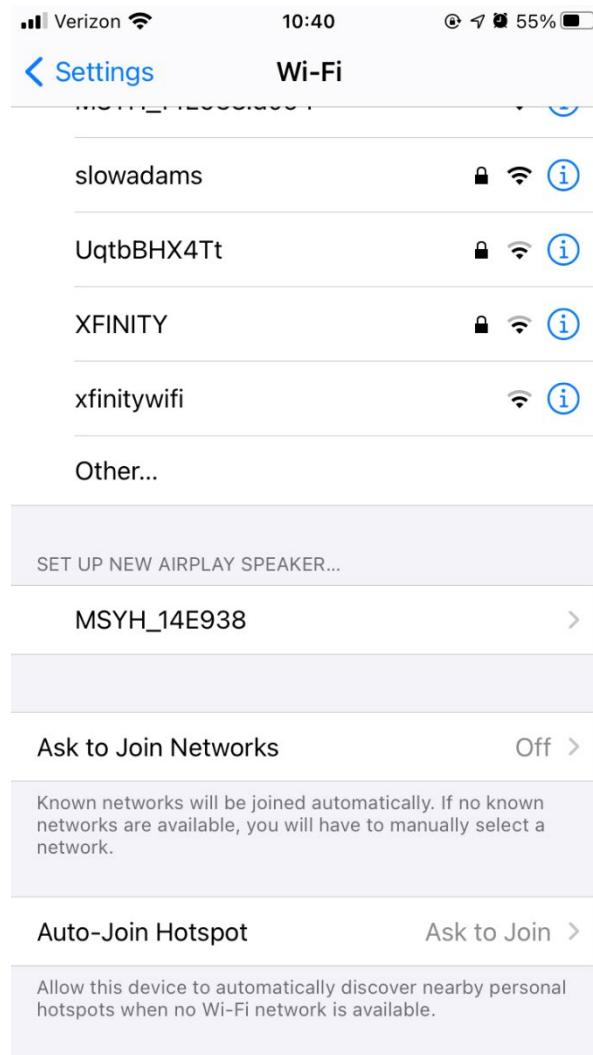 Verizon 10:40 55%
Settings Wi-Fi
slowadams
UqtbBHX4Tt
XFINITY
xfinitywifi
Other...
SET UP NEW AIRPLAY SPEAKER...
MSYH_14E938
Ask to Join Networks Off
Known networks will be joined automatically. If no known
networks are available, you will have to manually select a
network.
Auto-Join Hotspot Ask to Join
Allow this device to automatically discover nearby personal
hotspots when no Wi-Fi network is available.